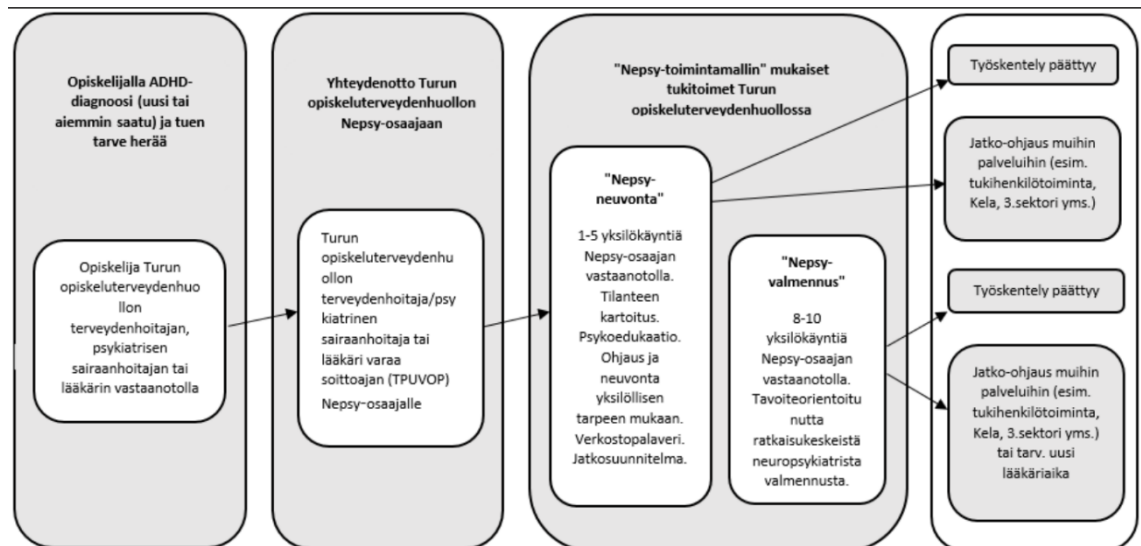 Opiskelijalla ADHD-
diagnoosi (uusi tai
aiemmin saatu) ja tuen
tarve herää
Opiskelija Turun
opiskeluterveydenhuo
llon
terveydenhoitajan,
psykiatrisen
sairaanhoitajan tai
lääkärin vastaanotolla
Yhteydenotto Turun
opiskeluterveydenhuollon
Nepsy-osaajaan
Turun
opiskeluterveydenhu
ollon
terveydenhoitaja/psy
kiatrinen
sairaanhoitaja tai
lääkäri varaa
soittoajan (TPUVOP)
Nepsy-osaajalle
"Nepsy-toimintamallin" mukaiset
tukitoimet Turun
opiskeluterveydenhuollossa
"Nepsy-
neuvonta"
1-5 yksilökäyntiä
Nepsy-osaajan
vastaanotolla.
Tilanteen
kartoitus.
Psykoedukaatio.
Ohjaus ja
neuvonta
yksilöllisen
tarpeen mukaan.
Verkostopalaveri.
Jatkosuunnitelma.
"Nepsy-
valmennus"
8-10
yksilökäyntiä
Nepsy-osaajan
vastaanotolla.
Tavoiteorientoitu
nutta
ratkaisukeskeistä
neuropsykiatrista
valmennusta.
Työskentely päättyy
Jatko-ohjaus muihin
palveluihin (esim.
tukihenkilötoiminta,
Kela, 3.sektori yms.)
Työskentely päättyy
Jatko-ohjaus muihin
palveluihin (esim.
tukihenkilötoiminta,
Kela, 3.sektori yms.)
tai tarv. uusi
lääkäriaika